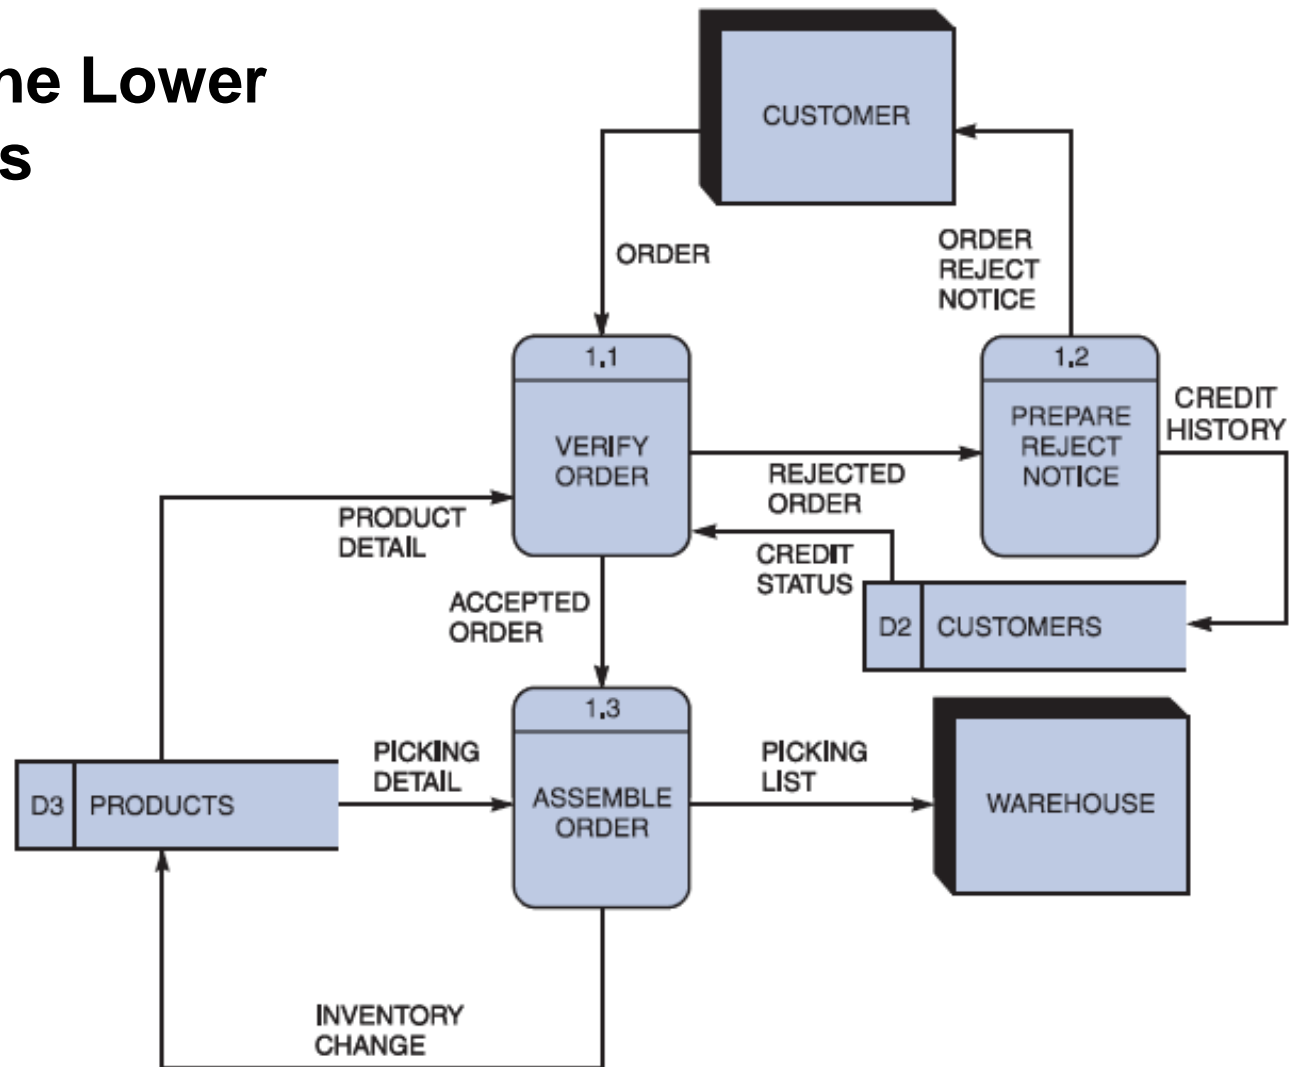 ne Lower
s
CUSTOMER
ORDER
ORDER
REJECT
NOTICE
1.1
VERIFY
ORDER
1.2
PREPARE
REJECT
NOTICE
CREDIT
HISTORY
REJECTED
ORDER
PRODUCT
DETAIL
CREDIT
STATUS
ACCEPTED
ORDER
D2 CUSTOMERS
1.3
ASSEMBLE
ORDER
PICKING
DETAIL
PICKING
LIST
D3 PRODUCTS
WAREHOUSE
INVENTORY
CHANGE